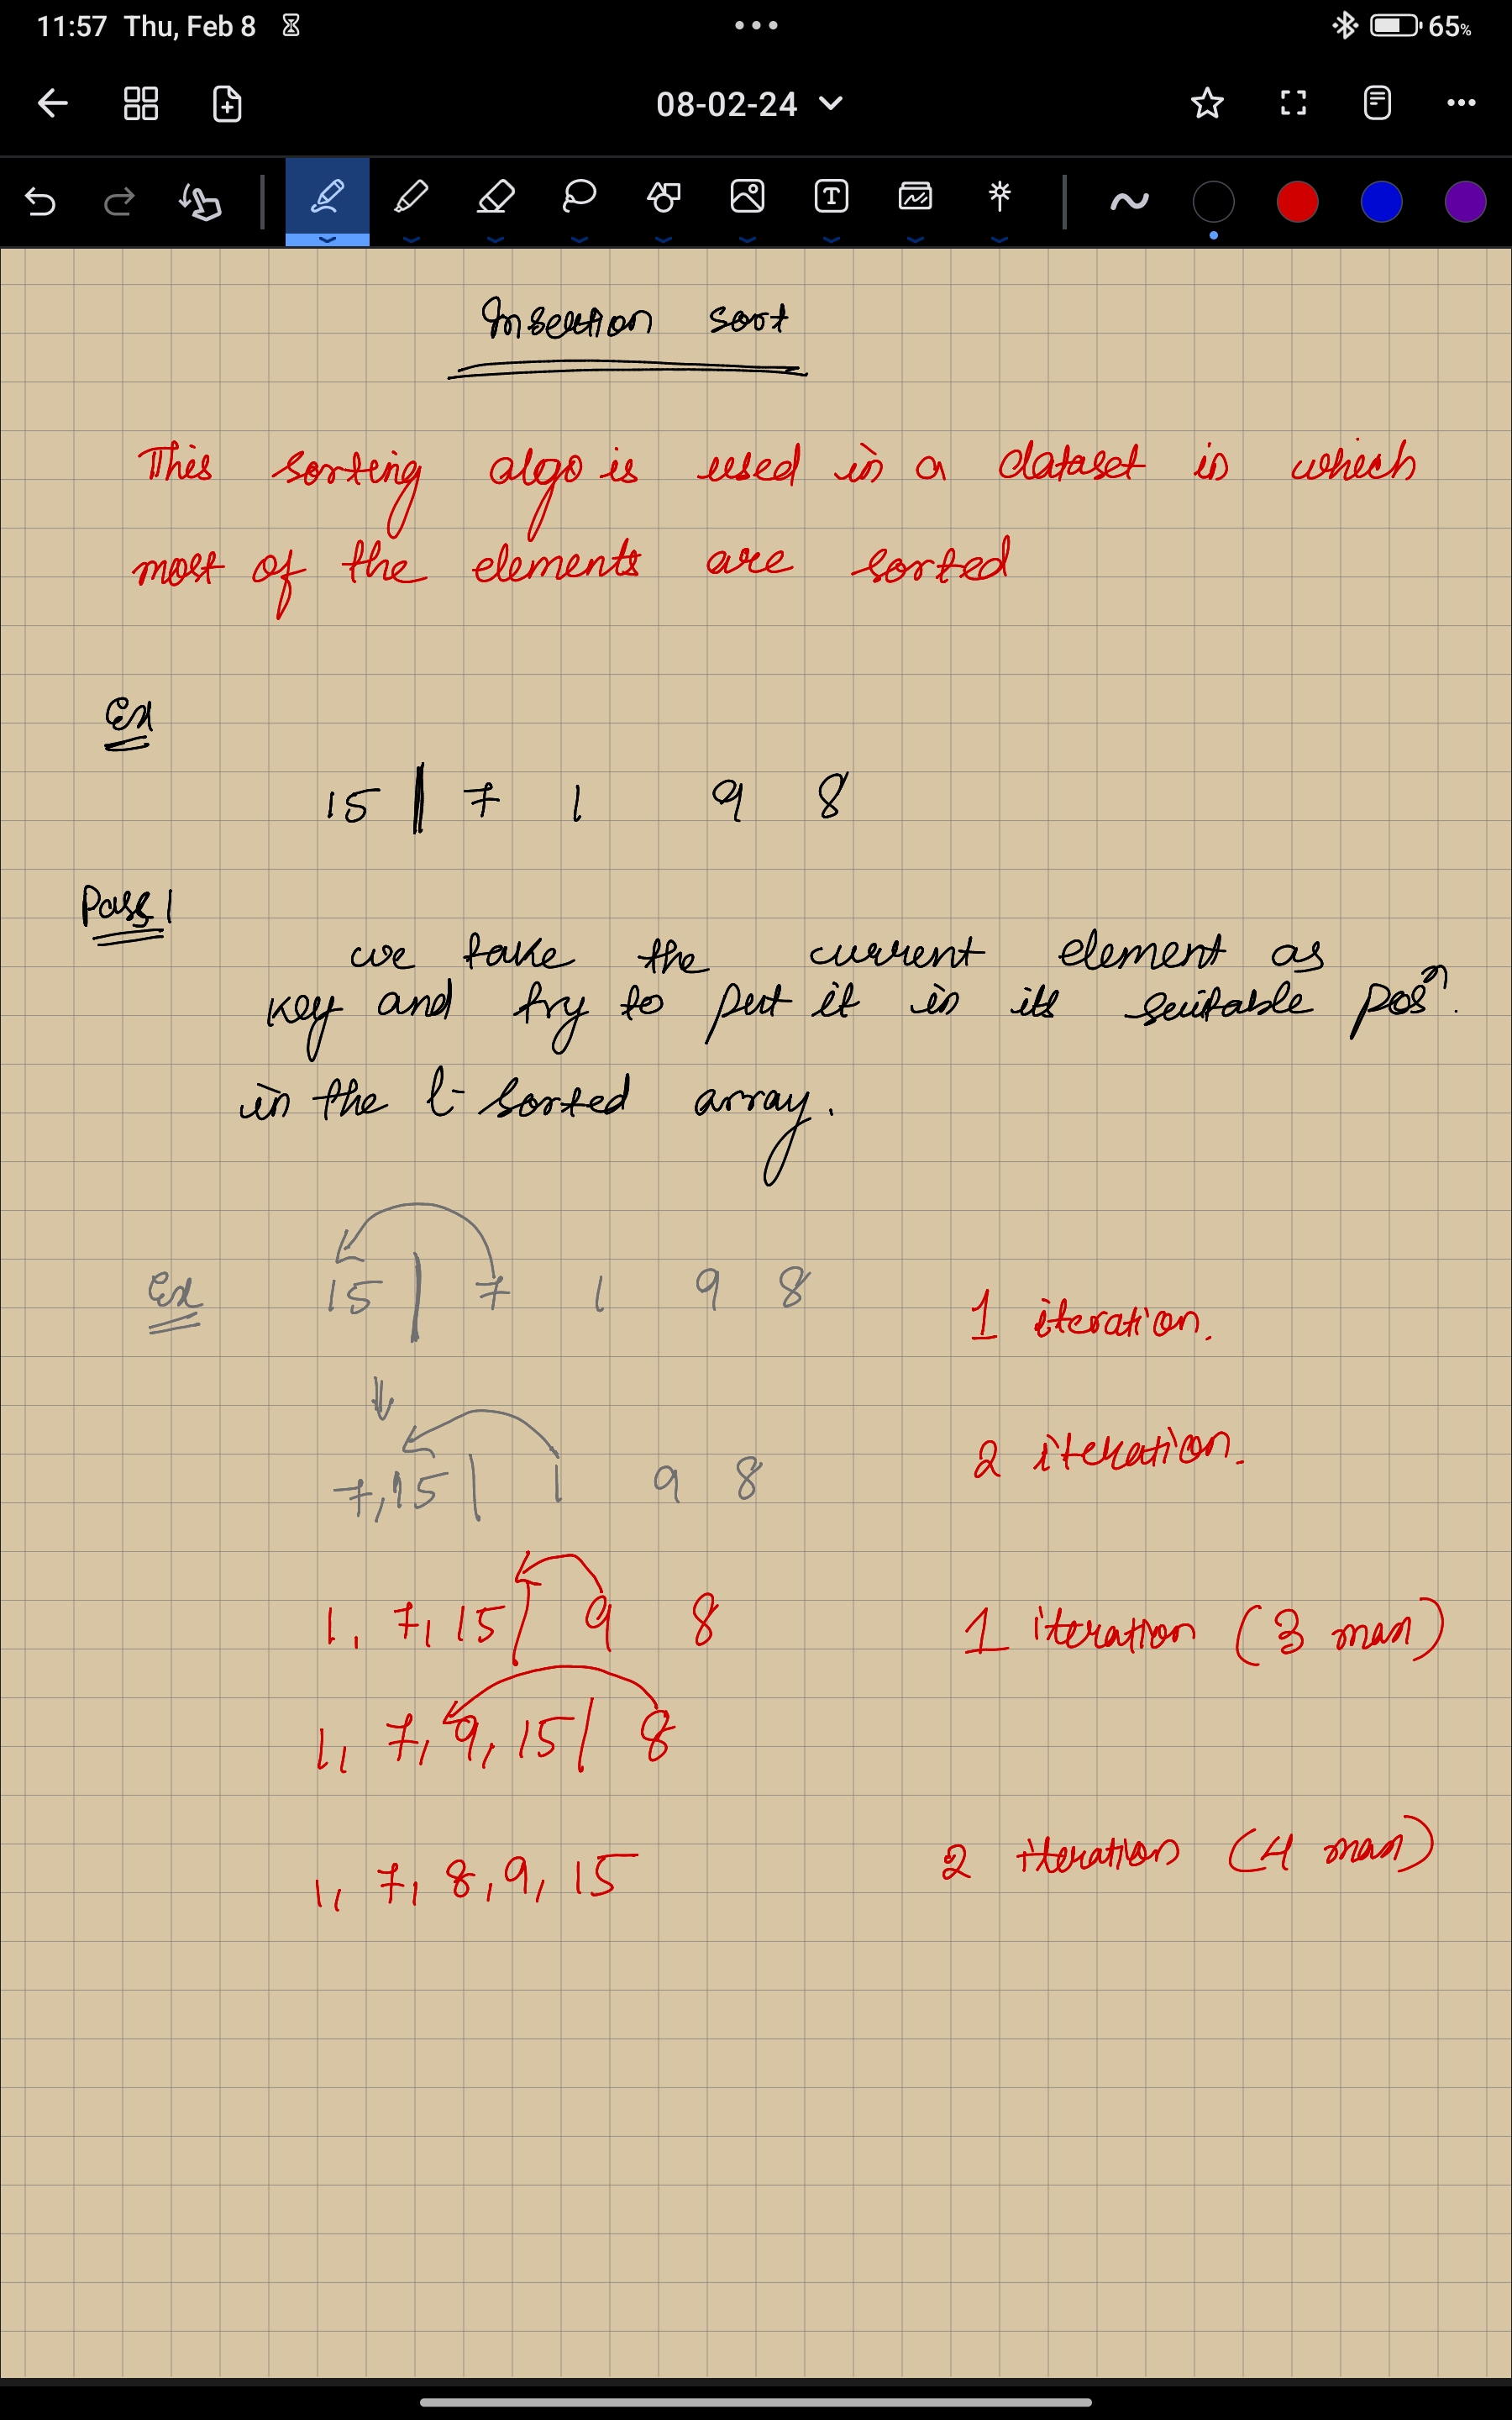 11:57 Thu, Feb 8
65%
08-02-24
Insertion sort
This sorting algo is used in a dataset in which
most of the elements are sorted
Ex
15 | 7 1 9 8
Pass 1
we take the current element as
key and try to put it in its suitable posⁿ.
in the l- sorted array.
Ex 15 | 7 1 9 8 1 iteration.
7,15 | 1 9 8 2 iteration.
1, 7, 15 | 9 8 1 iteration (3 max)
1, 7, 9, 15 | 8
1, 7, 8, 9, 15 2 iteration (4 max)